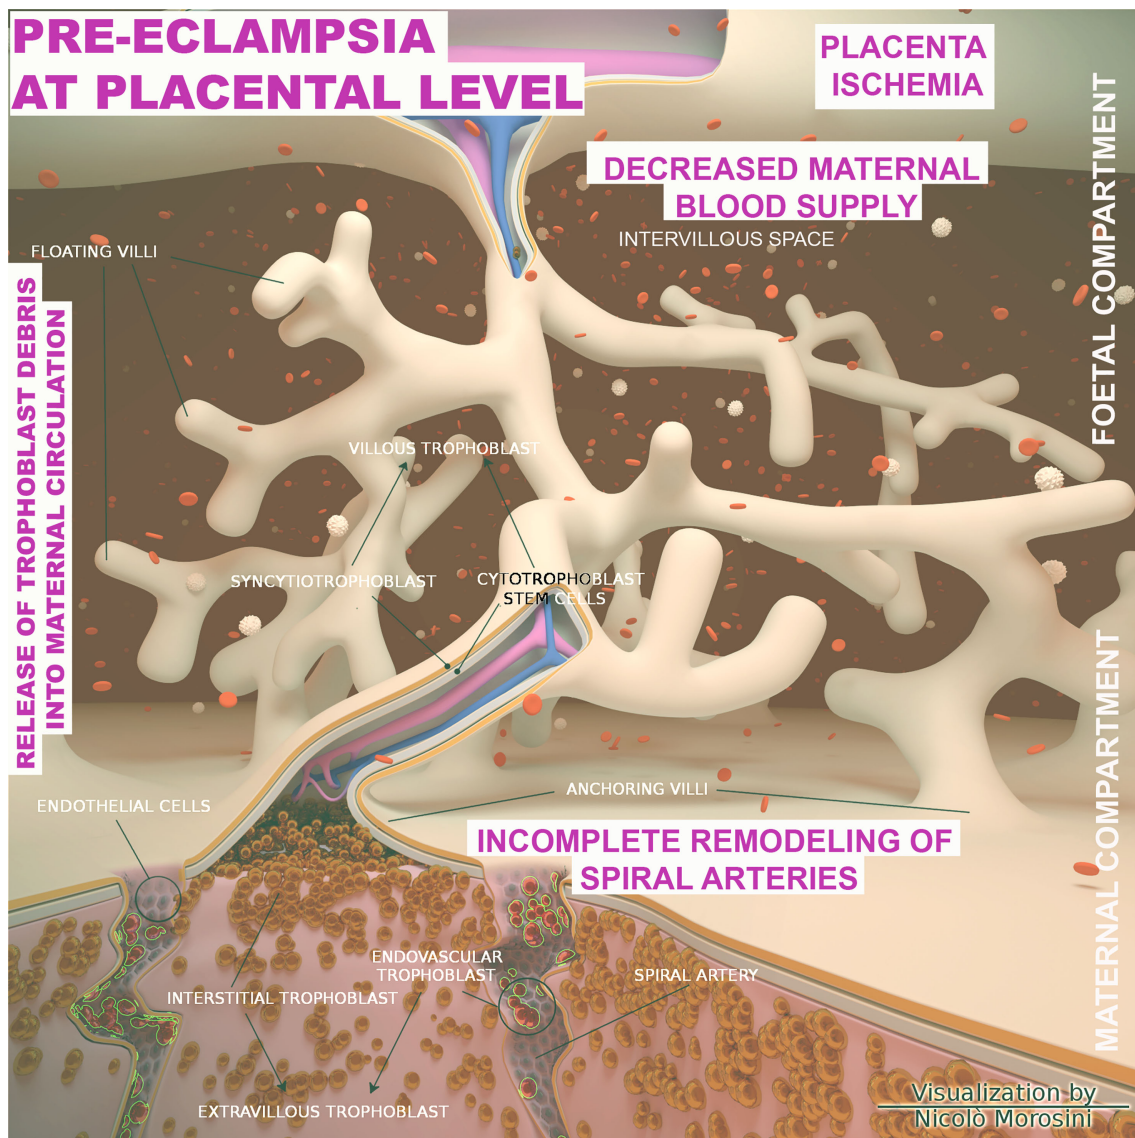 PRE-ECLAMPSIA
AT PLACENTAL LEVEL
PLACENTA
ISCHEMIA
DECREASED MATERNAL
BLOOD SUPPLY
INTERVILLOUS SPACE
FOETAL COMPARTMENT
FLOATING VILLI
RELEASE OF TROPHOBLAST DEBRIS
INTO MATERNAL CIRCULATION
VILLOUS TROPHOBLAST
SYNCYTIOTROPHOBLAST
CYTOTROPHOBLAST
STEM CELLS
MATERNAL COMPARTMENT
ANCHORING VILLI
ENDOTHELIAL CELLS
INCOMPLETE REMODELING OF
SPIRAL ARTERIES
ENDOVASCULAR
TROPHOBLAST
SPIRAL ARTERY
INTERSTITIAL TROPHOBLAST
EXTRAVILLOUS TROPHOBLAST
Visualization by
Nicolò Morosini